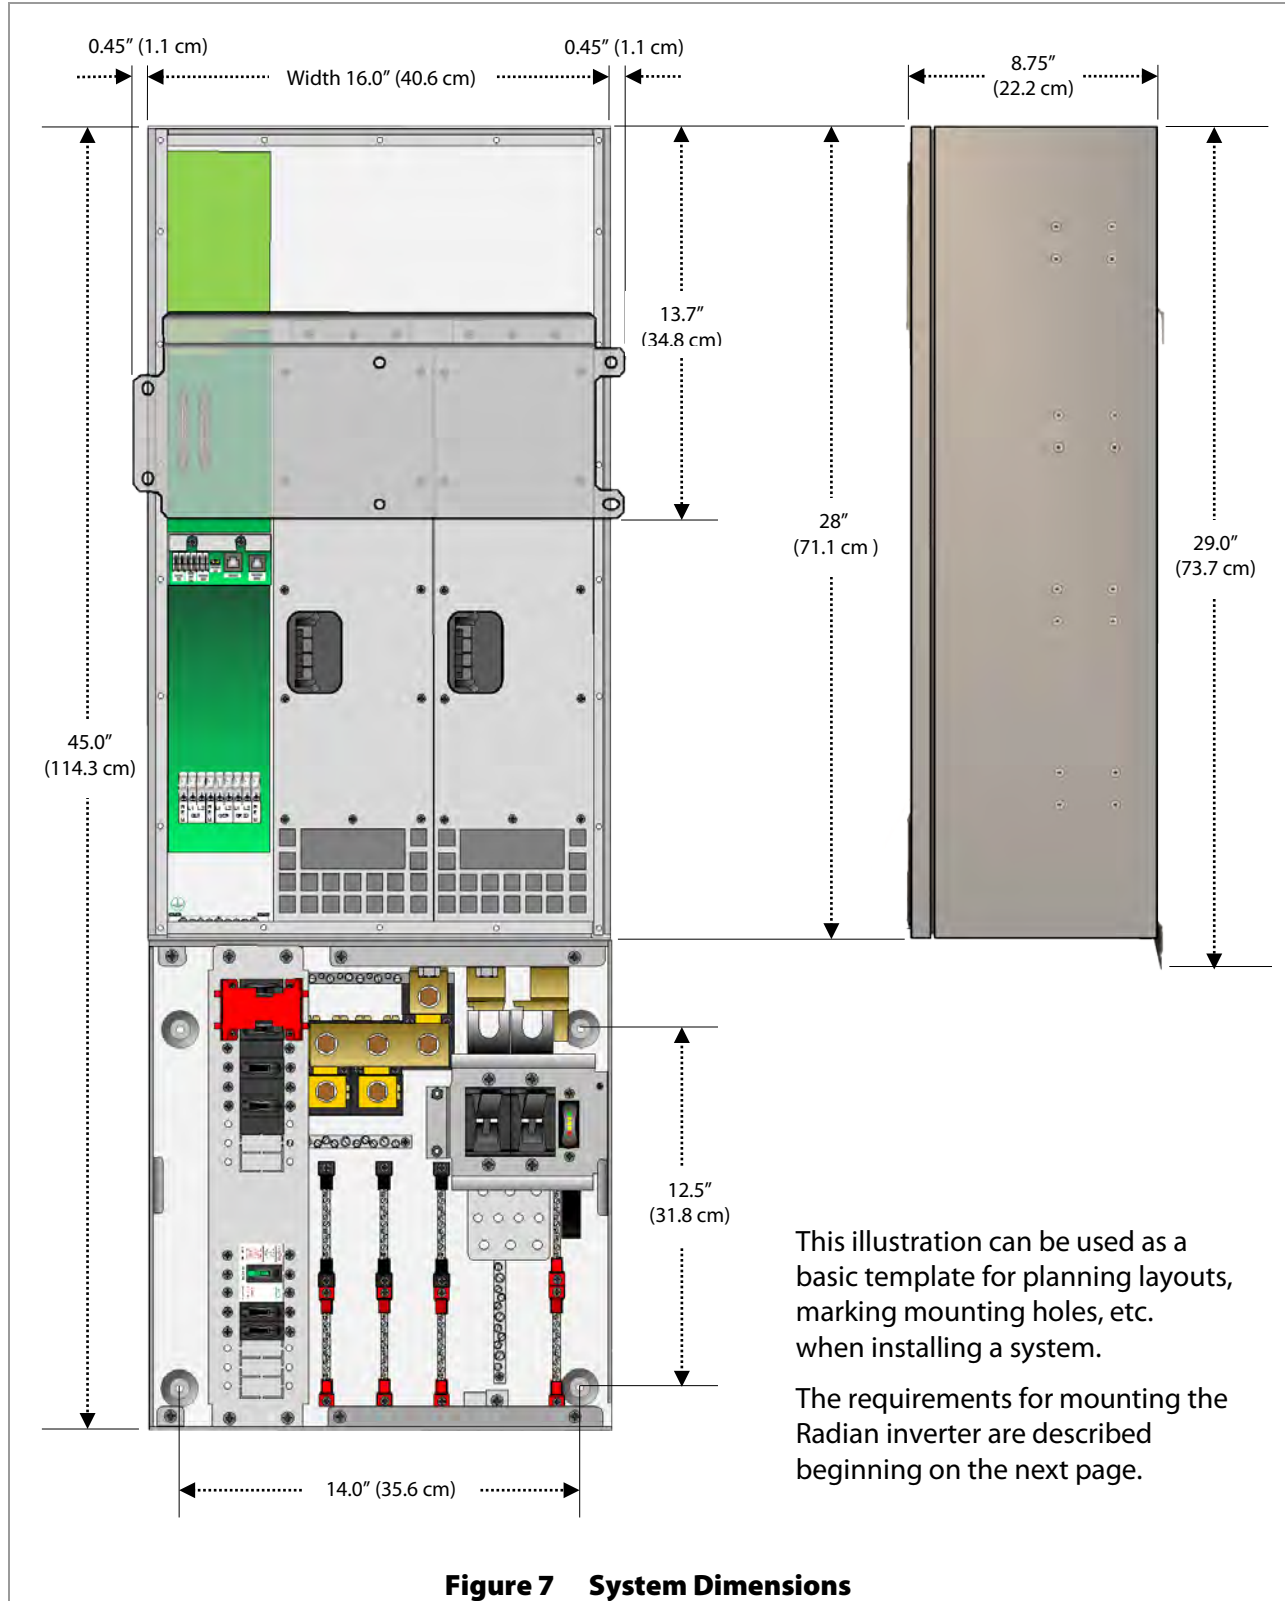 0.45” (1.1 cm)
0.45” (1.1 cm)
Width 16.0” (40.6 cm)
8.75”
(22.2 cm)
13.7”
(34.8 cm)
28”
(71.1 cm )
29.0”
(73.7 cm)
45.0”
(114.3 cm)
12.5”
(31.8 cm)
14.0” (35.6 cm)
This illustration can be used as a
basic template for planning layouts,
marking mounting holes, etc.
when installing a system.
The requirements for mounting the
Radian inverter are described
beginning on the next page.
Figure 7 System Dimensions